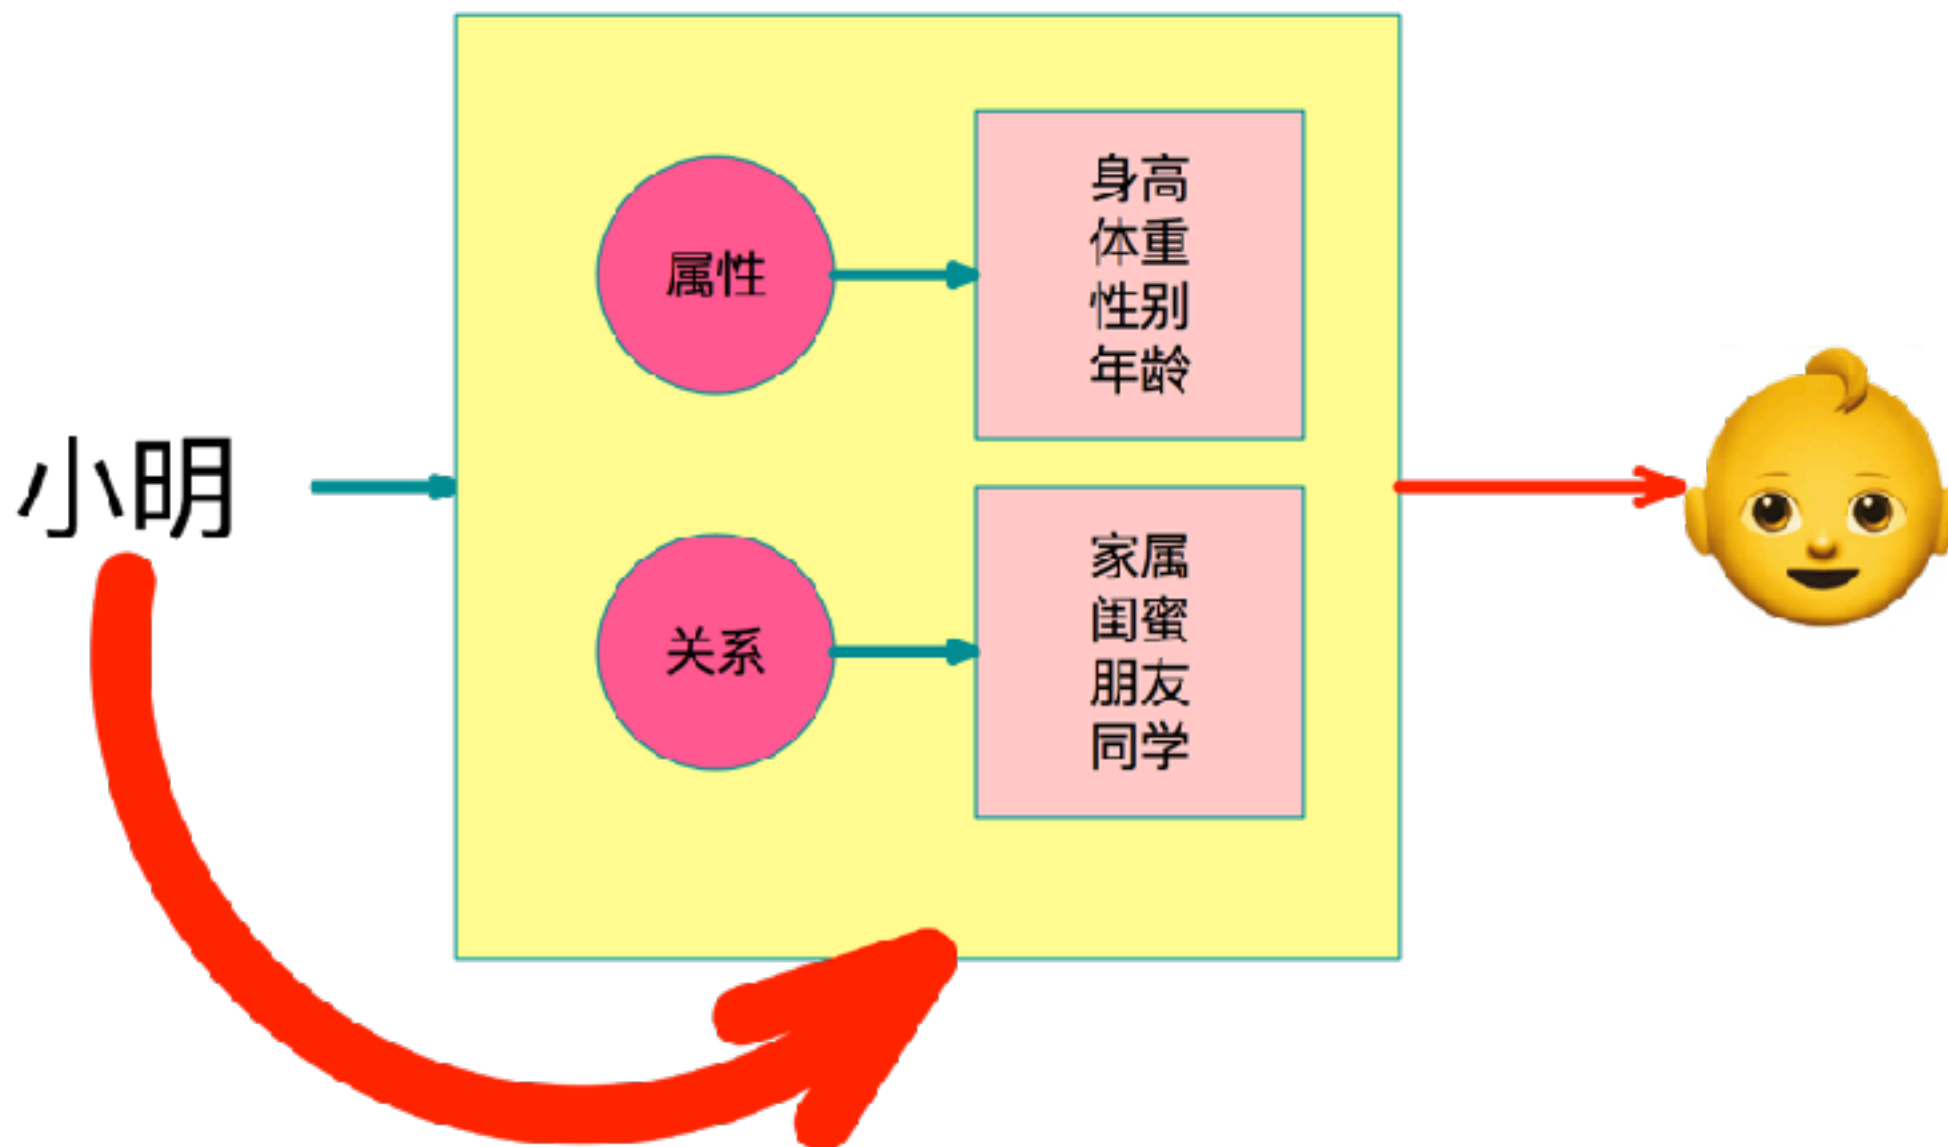 小明
属性
身高
体重
性别
年龄
关系
家属
闺蜜
朋友
同学